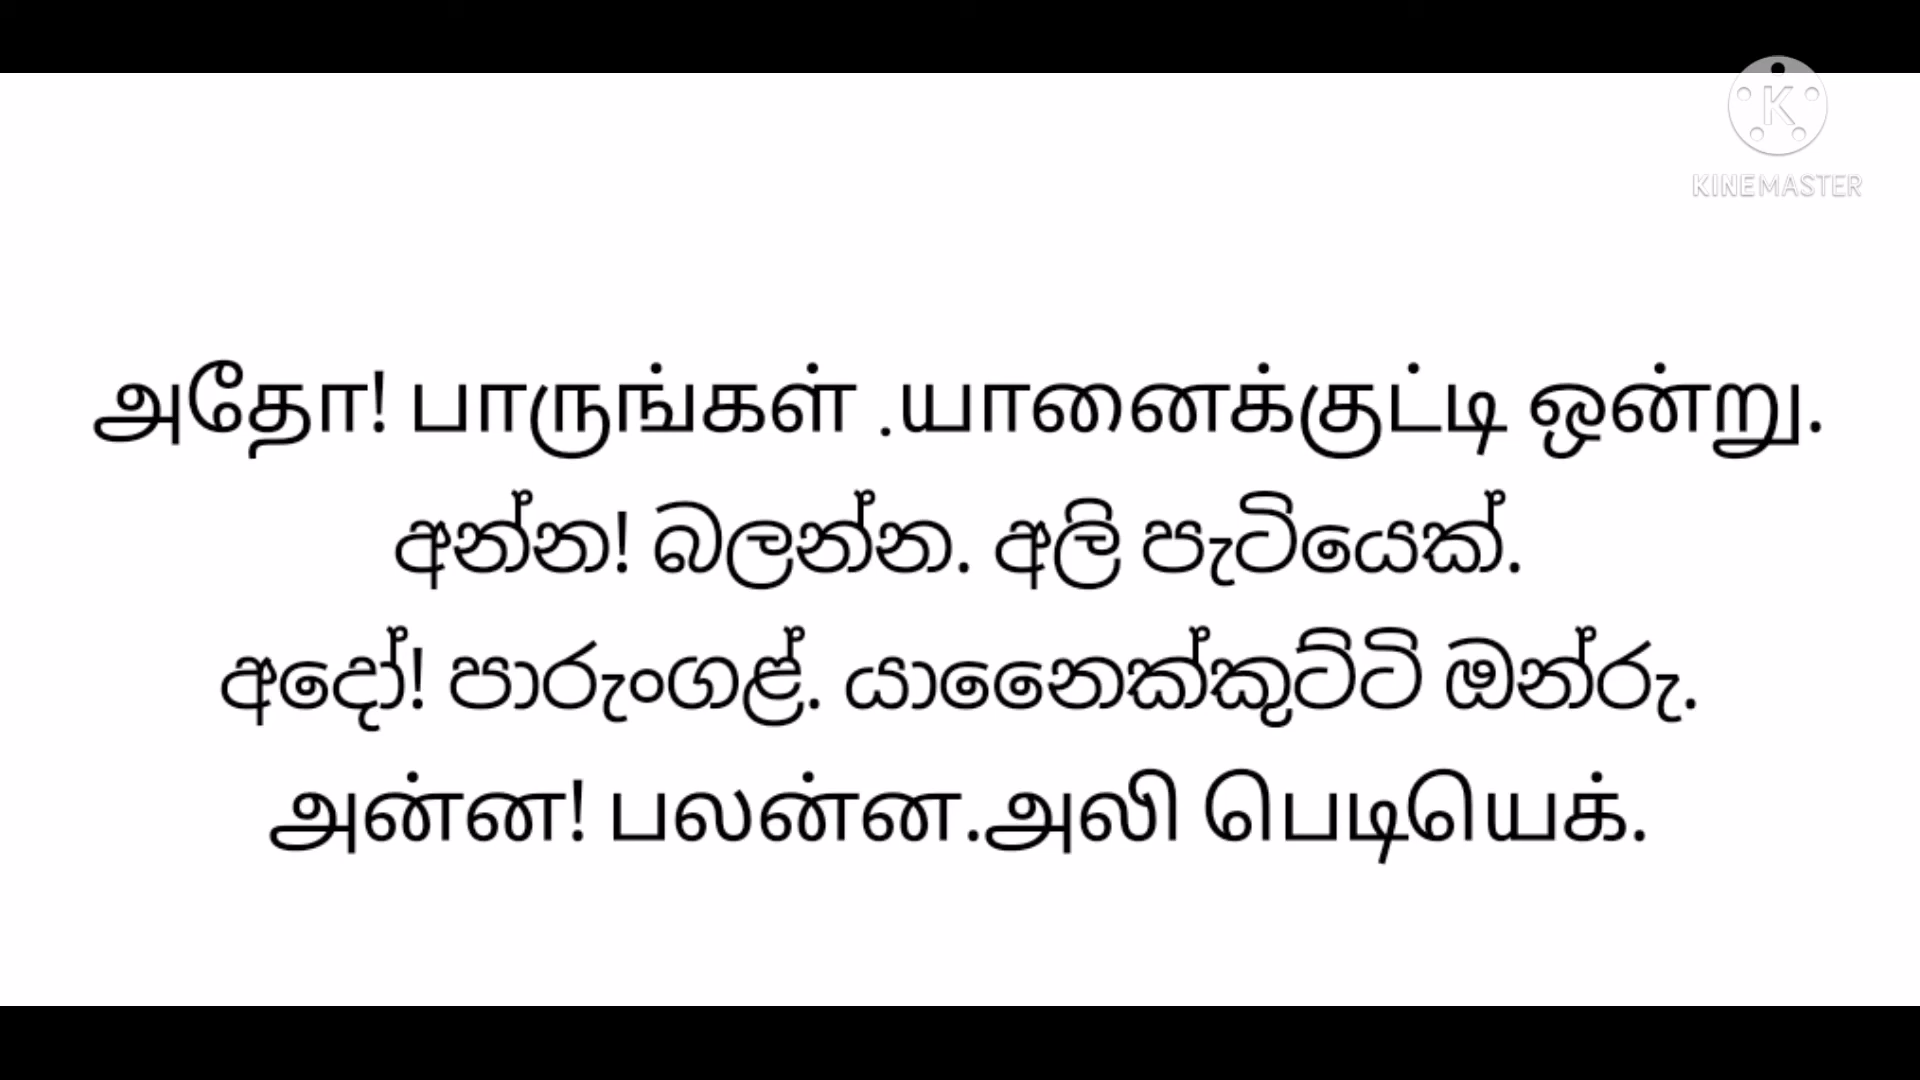 KINEMASTER
அதோ! பாருங்கள் .யானைக்குட்டி ஒன்று.
අන්න! බලන්න. අලි පැටියෙක්.
අදෝ! පාරුංගළ්. යානෛක්කුට්ටි ඔන්රු.
அன்ன! பலன்ன.அலி பெடியெக்.